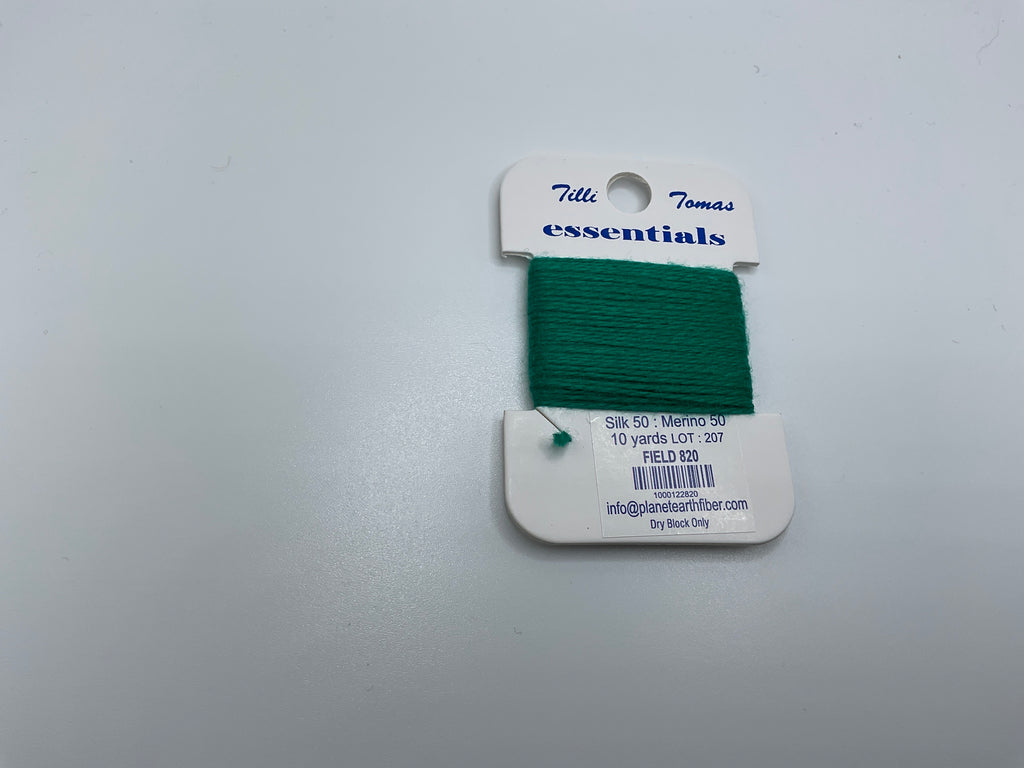 Tilli Tomas
essentials
Silk 50 : Merino 50
10 yards LOT : 207
FIELD 820
1000122820
info@planetearthfiber.com
Dry Block Only